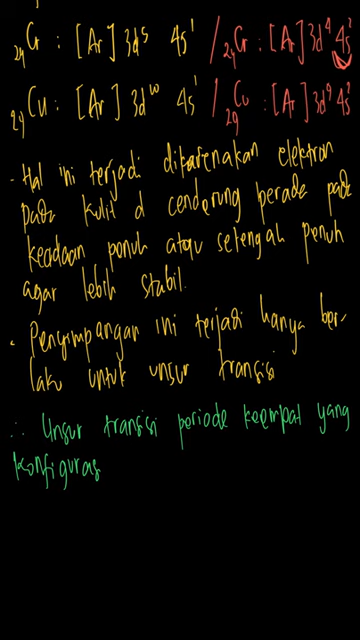 ₂₄Cr : [Ar] 3d⁵ 4s¹ / ₂₄Cr : [Ar] 3d⁴ 4s²
₂₉Cu : [Ar] 3d¹⁰ 4s¹ / ₂₉Cu : [Ar] 3d⁹ 4s²
· Hal ini terjadi dikarenakan elektron
pada kulit d cenderung berada pada
keadaan penuh atau setengah penuh
agar lebih stabil.
· Penyimpangan ini terjadi hanya ber-
laku untuk unsur transisi
∴ Unsur transisi periode keempat yang
konfiguras